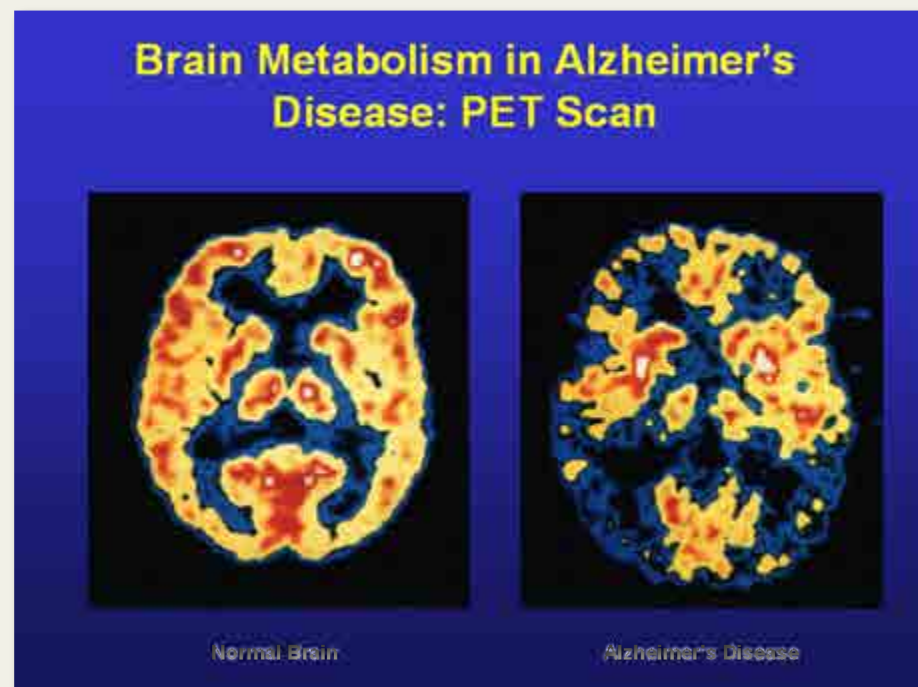 Brain Metabolism in Alzheimer's
Disease: PET Scan
Normal Brain
Alzheimer's Disease